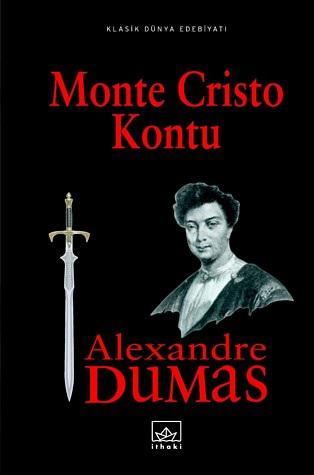 KLASİK DÜNYA EDEBİYATI
Monte Cristo
Kontu
Alexandre
DUMAS
ithaki